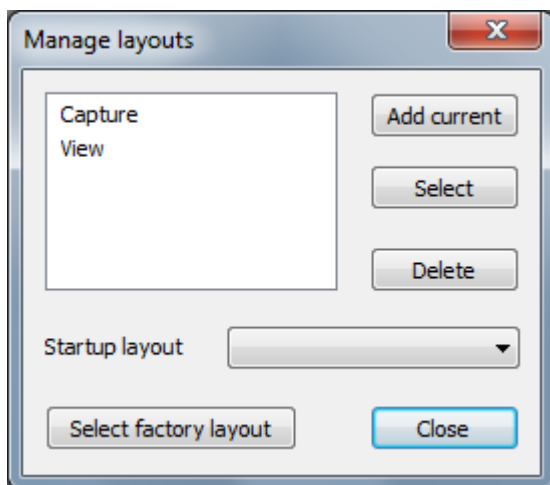 Manage layouts
Capture
View
Add current
Select
Delete
Startup layout
Select factory layout
Close